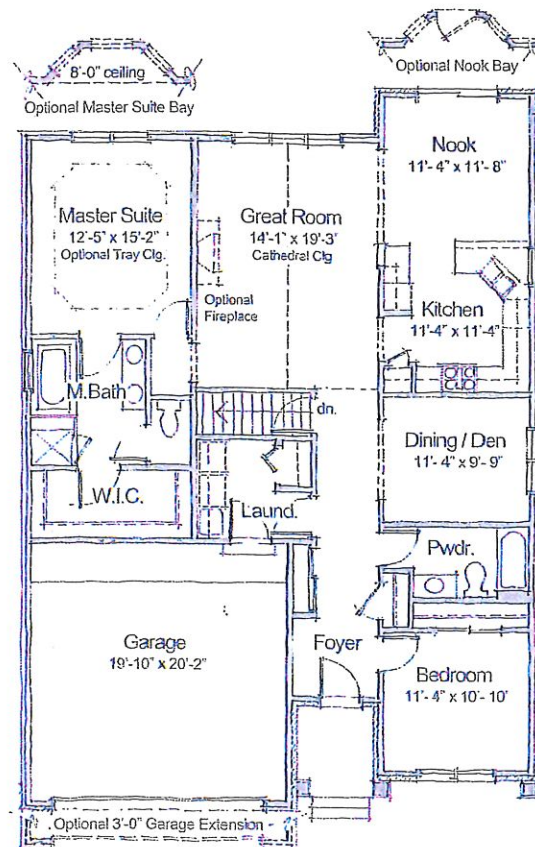 8'-0" ceiling
Optional Master Suite Bay
Optional Nook Bay
Nook
11'- 4" x 11'- 8"
Master Suite
12'-5" x 15'-2"
Optional Tray Clg.
Great Room
14'-1" x 19'-3"
Cathedral Clg
Optional
Fireplace
Kitchen
11'-4" x 11'-4"
M.Bath
dn.
Dining / Den
11'- 4" x 9'- 9"
W.I.C.
Laund.
Pwdr.
Garage
19'-10" x 20'-2"
Foyer
Bedroom
11'- 4" x 10'- 10'
Optional 3'-0" Garage Extension